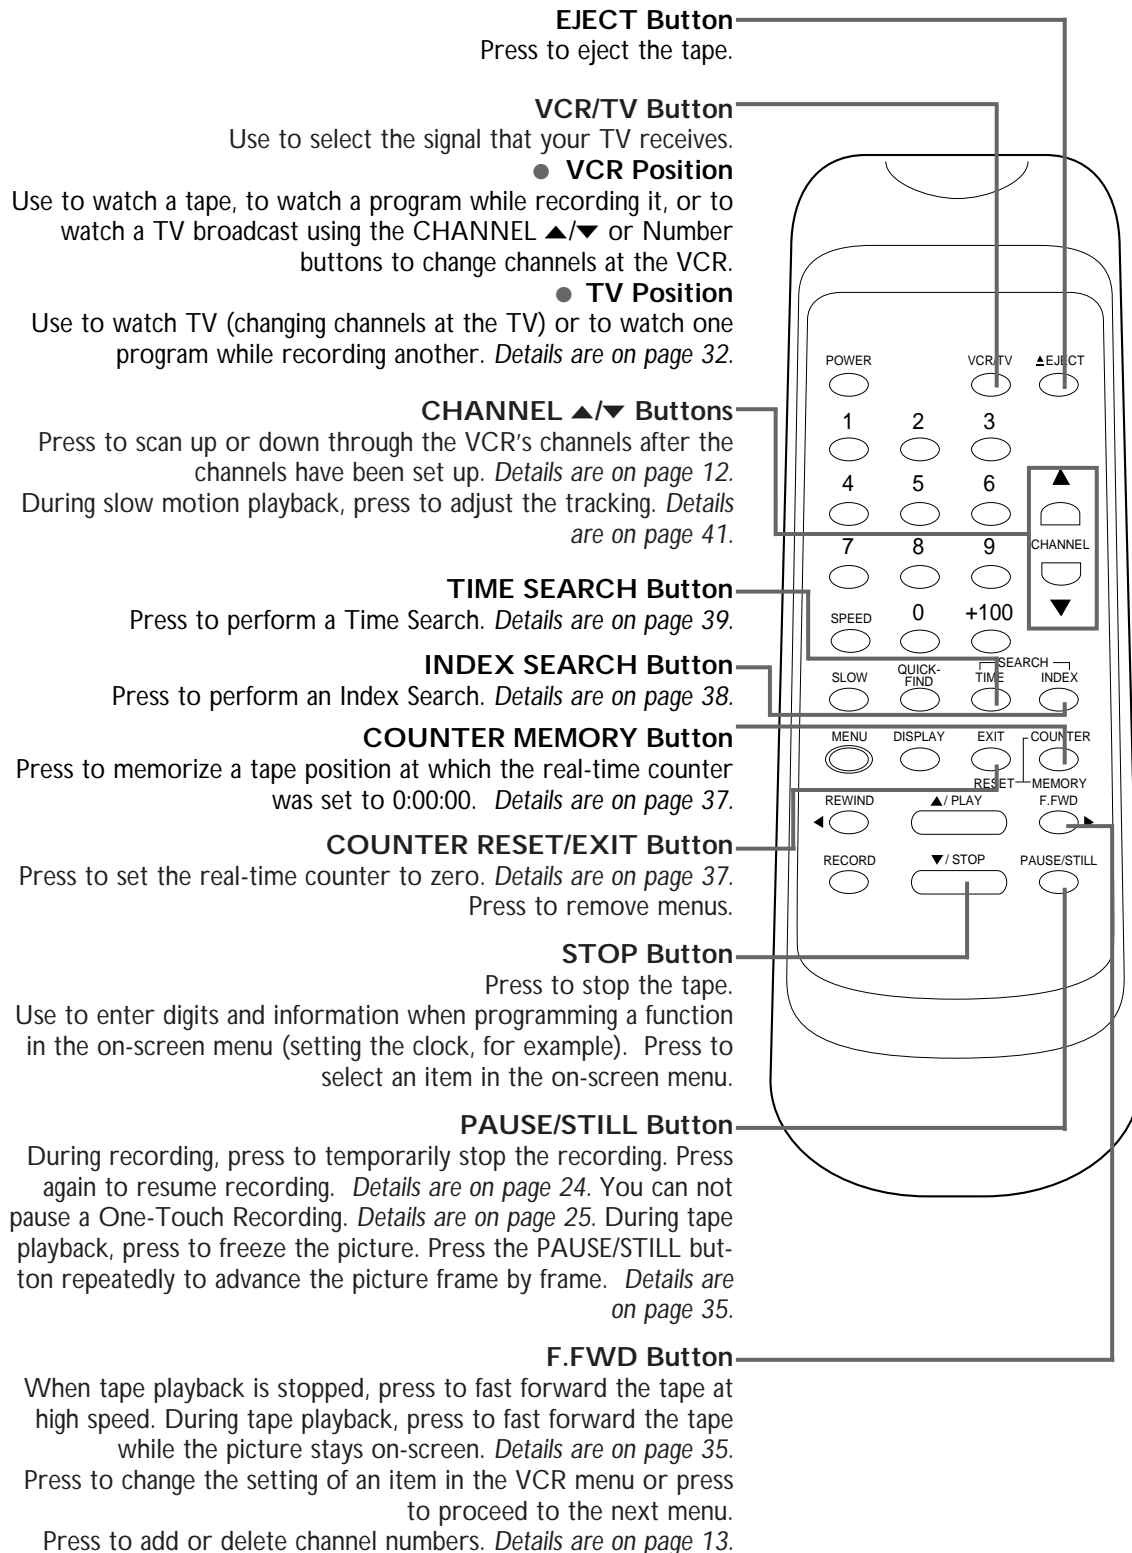 EJECT Button
Press to eject the tape.
VCR/TV Button
Use to select the signal that your TV receives.
● VCR Position
Use to watch a tape, to watch a program while recording it, or to
watch a TV broadcast using the CHANNEL ▲/▼ or Number
buttons to change channels at the VCR.
● TV Position
Use to watch TV (changing channels at the TV) or to watch one
program while recording another. Details are on page 32.
CHANNEL ▲/▼ Buttons
Press to scan up or down through the VCR's channels after the
channels have been set up. Details are on page 12.
During slow motion playback, press to adjust the tracking. Details
are on page 41.
TIME SEARCH Button
Press to perform a Time Search. Details are on page 39.
INDEX SEARCH Button
Press to perform an Index Search. Details are on page 38.
COUNTER MEMORY Button
Press to memorize a tape position at which the real-time counter
was set to 0:00:00. Details are on page 37.
COUNTER RESET/EXIT Button
Press to set the real-time counter to zero. Details are on page 37.
Press to remove menus.
STOP Button
Press to stop the tape.
Use to enter digits and information when programming a function
in the on-screen menu (setting the clock, for example). Press to
select an item in the on-screen menu.
PAUSE/STILL Button
During recording, press to temporarily stop the recording. Press
again to resume recording. Details are on page 24. You can not
pause a One-Touch Recording. Details are on page 25. During tape
playback, press to freeze the picture. Press the PAUSE/STILL but-
ton repeatedly to advance the picture frame by frame. Details are
on page 35.
F.FWD Button
When tape playback is stopped, press to fast forward the tape at
high speed. During tape playback, press to fast forward the tape
while the picture stays on-screen. Details are on page 35.
Press to change the setting of an item in the VCR menu or press
to proceed to the next menu.
Press to add or delete channel numbers. Details are on page 13.
POWER VCR/TV ▲EJECT
1 2 3
4 5 6
▲
7 8 9 CHANNEL
▼
SPEED 0 +100
SEARCH
SLOW QUICK-
FIND TIME INDEX
MENU DISPLAY EXIT COUNTER
RESET MEMORY
REWIND ▲/ PLAY F.FWD
◀ ▶
RECORD ▼/ STOP PAUSE/STILL